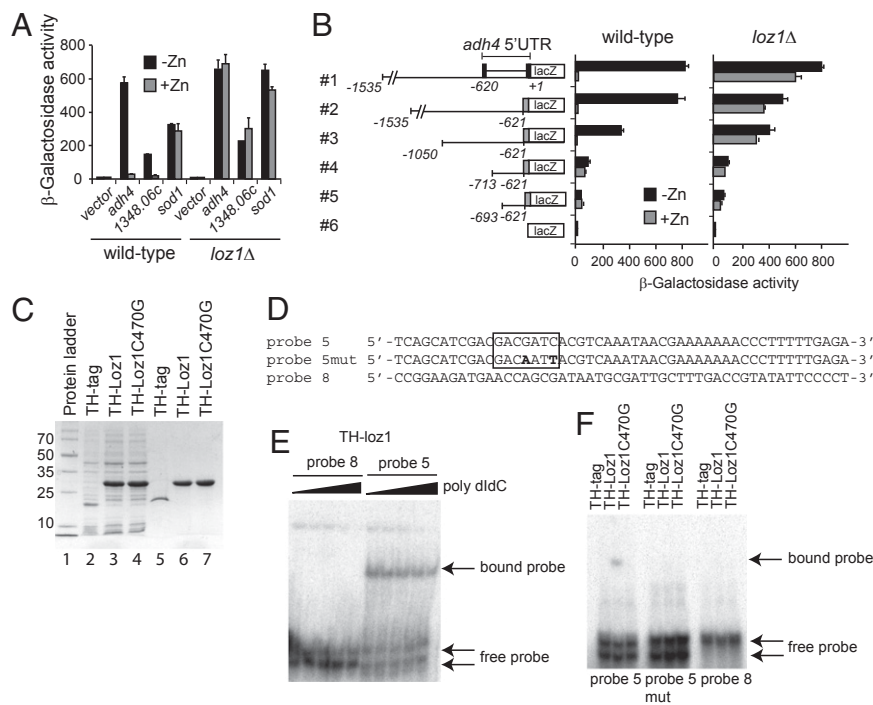 A
β-Galactosidase activity
800
600
400
200
0
-Zn
+Zn
vector
adh4
1348.06c
sod1
vector
adh4
1348.06c
sod1
wild-type
loz1Δ
B
adh4 5'UTR
wild-type
loz1Δ
#1
lacZ
-1535
-620
+1
#2
lacZ
-1535
-621
#3
lacZ
-1050
-621
#4
lacZ
-713
-621
#5
lacZ
-693
-621
#6
lacZ
-Zn
+Zn
0 200 400 600 800
0 200 400 600 800
β-Galactosidase activity
C
Protein ladder
TH-tag
TH-Loz1
TH-Loz1C470G
TH-tag
TH-Loz1
TH-Loz1C470G
70
50
35
25
10
1 2 3 4 5 6 7
D
probe 5 5'-TCAGCATCGACGACGATCACGTCAAATAACGAAAAAAACCCTTTTTGAGA-3'
probe 5mut 5'-TCAGCATCGACGACAATTACGTCAAATAACGAAAAAAACCCTTTTTGAGA-3'
probe 8 5'-CCGGAAGATGAACCAGCGATAATGCGATTGCTTTGACCGTATATTCCCCT-3'
E
TH-loz1
probe 8 probe 5
poly dIdC
bound probe
free probe
F
TH-tag
TH-Loz1
TH-Loz1C470G
TH-tag
TH-Loz1
TH-Loz1C470G
TH-tag
TH-Loz1
TH-Loz1C470G
bound probe
free probe
probe 5 probe 5 probe 8
mut